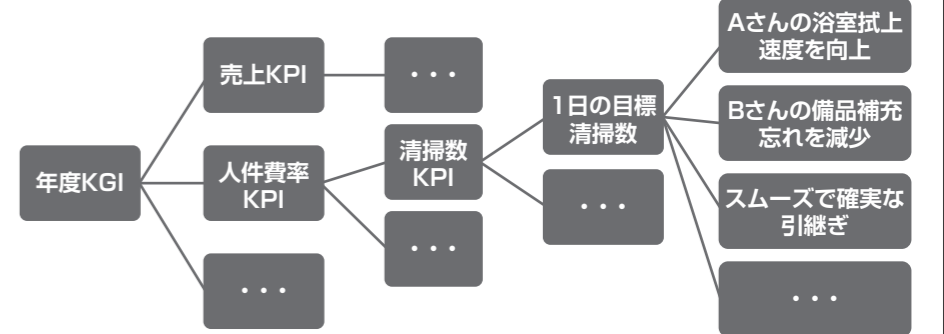 年度KGI
売上KPI
人件費率
KPI
・・・
・・・
清掃数
KPI
・・・
1日の目標
清掃数
・・・
Aさんの浴室拭上
速度を向上
Bさんの備品補充
忘れを減少
スムーズで確実な
引継ぎ
・・・